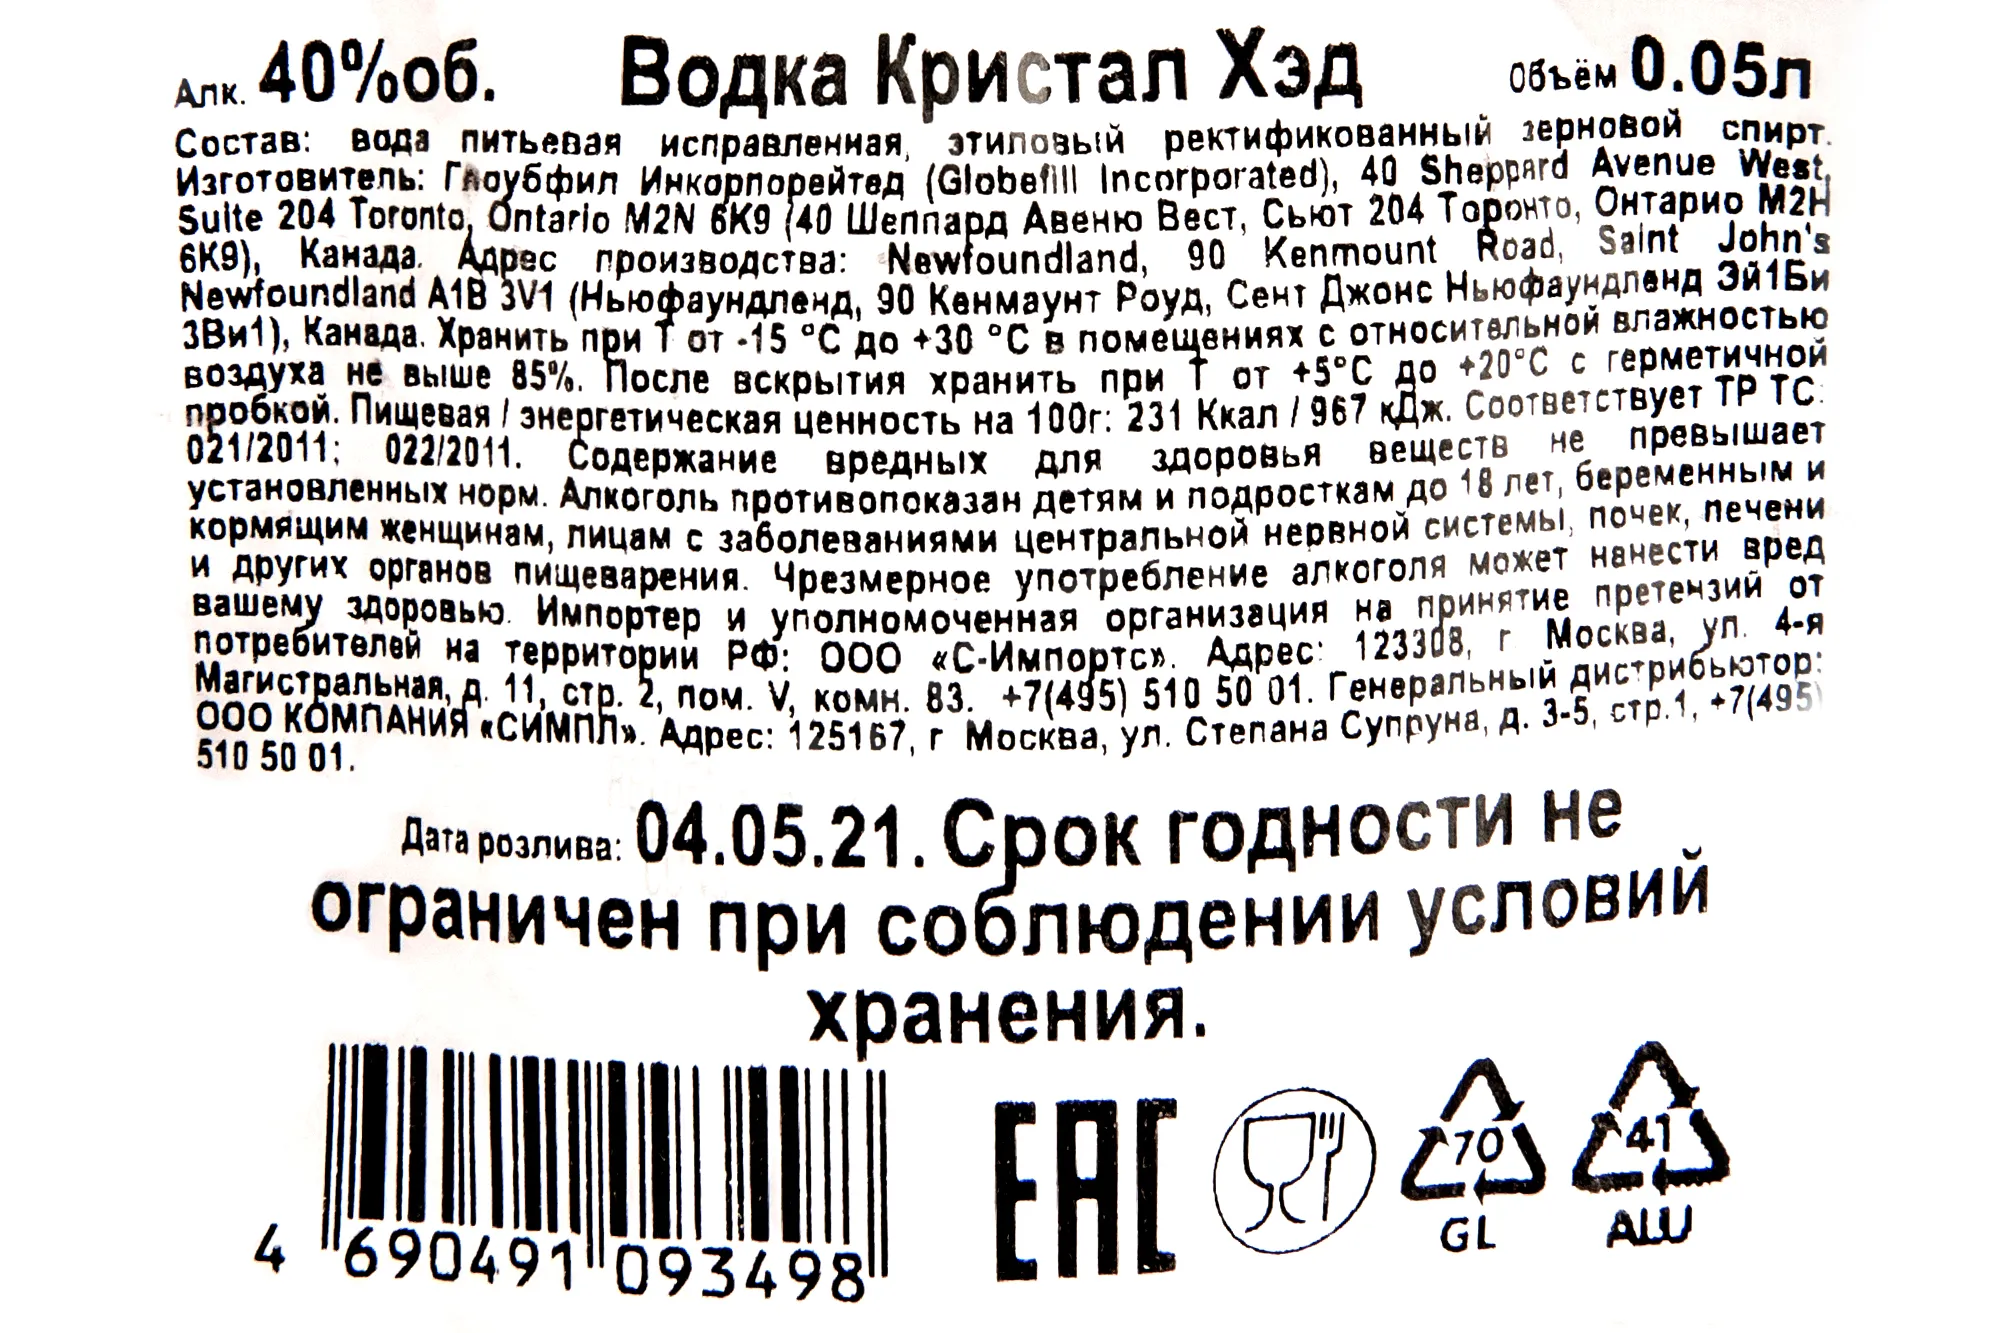 Алк. 40%об. Водка Кристал Хэд Объём 0.05л
Состав: вода питьевая исправленная, этиловый ректификованный зерновой спирт.
Изготовитель: Глоубфил Инкорпорейтед (Globefill Incorporated), 40 Sheppard Avenue West,
Suite 204 Toronto, Ontario M2N 6K9 (40 Шеппард Авеню Вест, Сьют 204 Торонто, Онтарио М2Н
6К9), Канада. Адрес производства: Newfoundland, 90 Kenmount Road, Saint John's
Newfoundland A1B 3V1 (Ньюфаундленд, 90 Кенмаунт Роуд, Сент Джонс Ньюфаундленд Эй1Би
3Ви1), Канада. Хранить при Т от -15 °С до +30 °С в помещениях с относительной влажностью
воздуха не выше 85%. После вскрытия хранить при Т от +5°С до +20°С с герметичной
пробкой. Пищевая / энергетическая ценность на 100г: 231 Ккал / 967 кДж. Соответствует ТР ТС:
021/2011; 022/2011. Содержание вредных для здоровья веществ не превышает
установленных норм. Алкоголь противопоказан детям и подросткам до 18 лет, беременным и
кормящим женщинам, лицам с заболеваниями центральной нервной системы, почек, печени
и других органов пищеварения. Чрезмерное употребление алкоголя может нанести вред
вашему здоровью. Импортер и уполномоченная организация на принятие претензий от
потребителей на территории РФ: ООО «С-Импортс». Адрес: 123308, г Москва, ул. 4-я
Магистральная, д. 11, стр. 2, пом. V, комн. 83. +7(495) 510 50 01. Генеральный дистрибьютор:
ООО КОМПАНИЯ «СИМПЛ». Адрес: 125167, г Москва, ул. Степана Супруна, д. 3-5, стр.1, +7(495)
510 50 01.
Дата розлива: 04.05.21. Срок годности не
ограничен при соблюдении условий
хранения.
4 690491 093498
EAC
70
GL
41
ALU